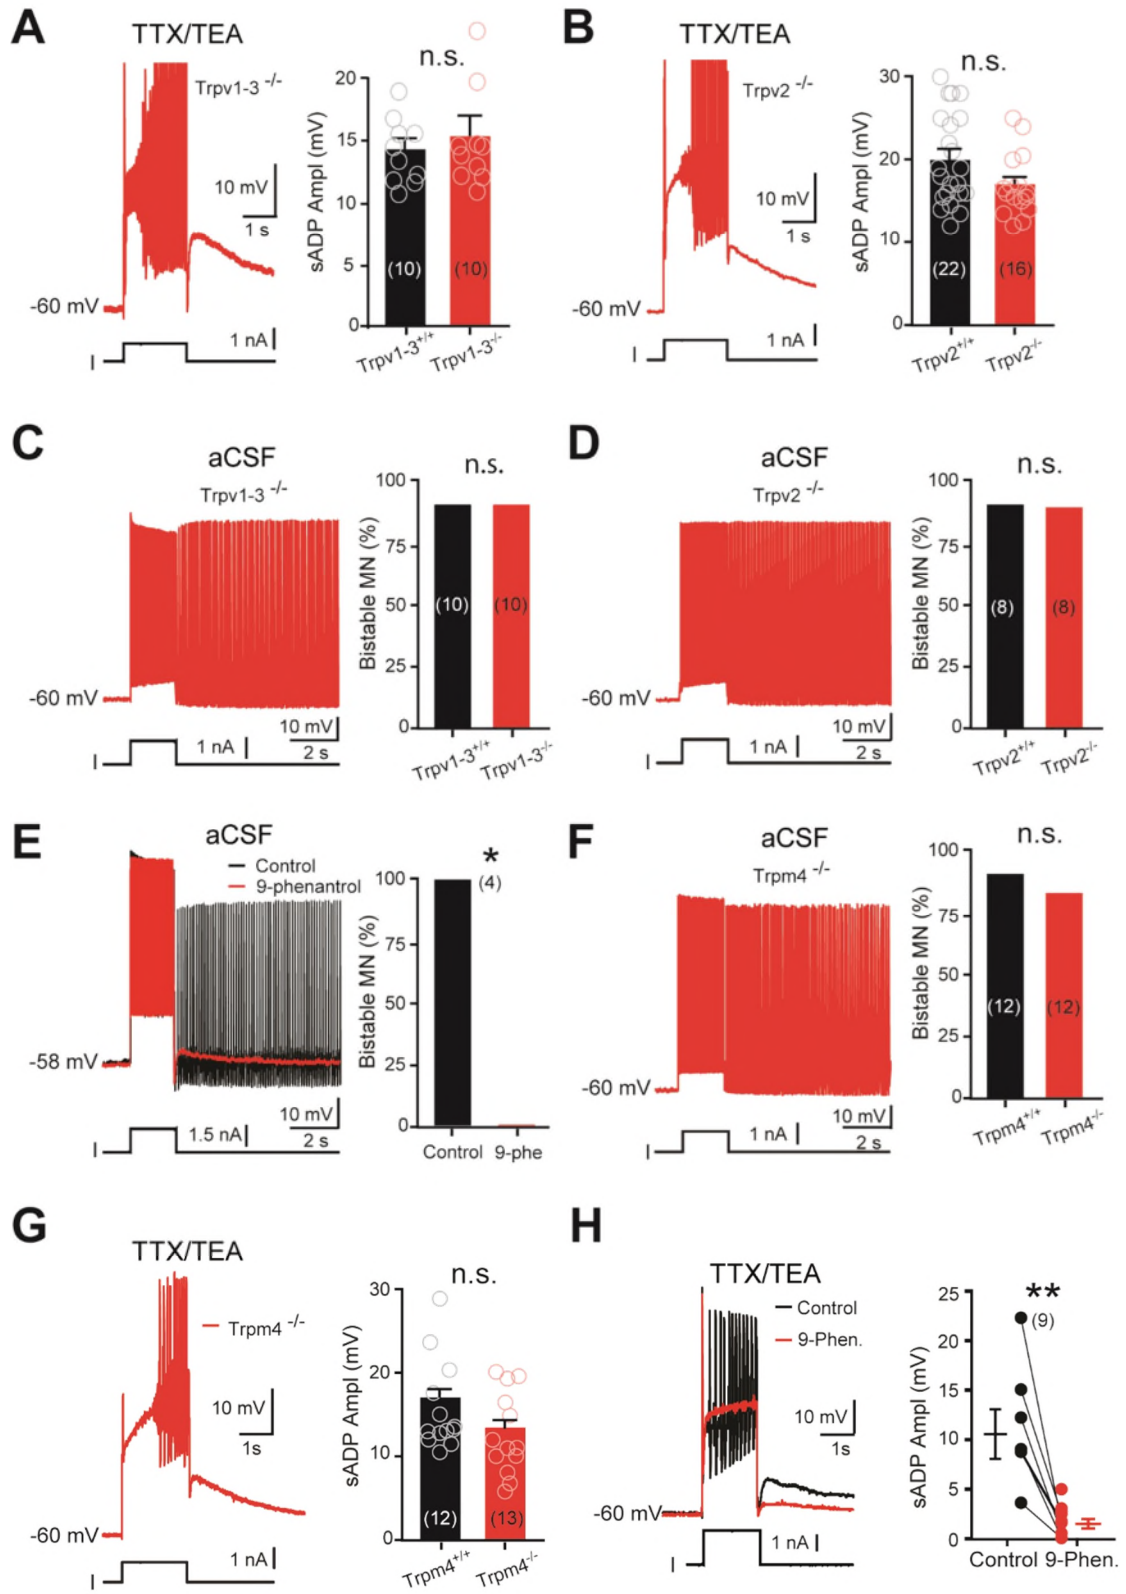 A
TTX/TEA
Trpv1-3 -/-
10 mV
1 s
-60 mV
1 nA
I
n.s.
sADP Ampl (mV)
20
15
10
5
0
(10)
(10)
Trpv1-3+/+
Trpv1-3-/-
B
TTX/TEA
Trpv2 -/-
10 mV
1 s
-60 mV
1 nA
I
n.s.
sADP Ampl (mV)
30
20
10
0
(22)
(16)
Trpv2+/+
Trpv2-/-
C
aCSF
Trpv1-3 -/-
-60 mV
10 mV
2 s
1 nA
I
n.s.
Bistable MN (%)
100
75
50
25
0
(10)
(10)
Trpv1-3+/+
Trpv1-3-/-
D
aCSF
Trpv2 -/-
-60 mV
10 mV
2 s
1 nA
I
n.s.
Bistable MN (%)
100
75
50
25
0
(8)
(8)
Trpv2+/+
Trpv2-/-
E
aCSF
Control
9-phenantrol
-58 mV
10 mV
2 s
1.5 nA
I
*
(4)
Bistable MN (%)
100
75
50
25
0
Control
9-phe
F
aCSF
Trpm4 -/-
-60 mV
10 mV
2 s
1 nA
I
n.s.
Bistable MN (%)
100
75
50
25
0
(12)
(12)
Trpm4+/+
Trpm4-/-
G
TTX/TEA
Trpm4 -/-
10 mV
1s
-60 mV
1 nA
I
n.s.
sADP Ampl (mV)
30
20
10
0
(12)
(13)
Trpm4+/+
Trpm4-/-
H
TTX/TEA
Control
9-Phen.
10 mV
1s
-60 mV
1 nA
I
**
(9)
sADP Ampl (mV)
25
20
15
10
5
0
Control
9-Phen.